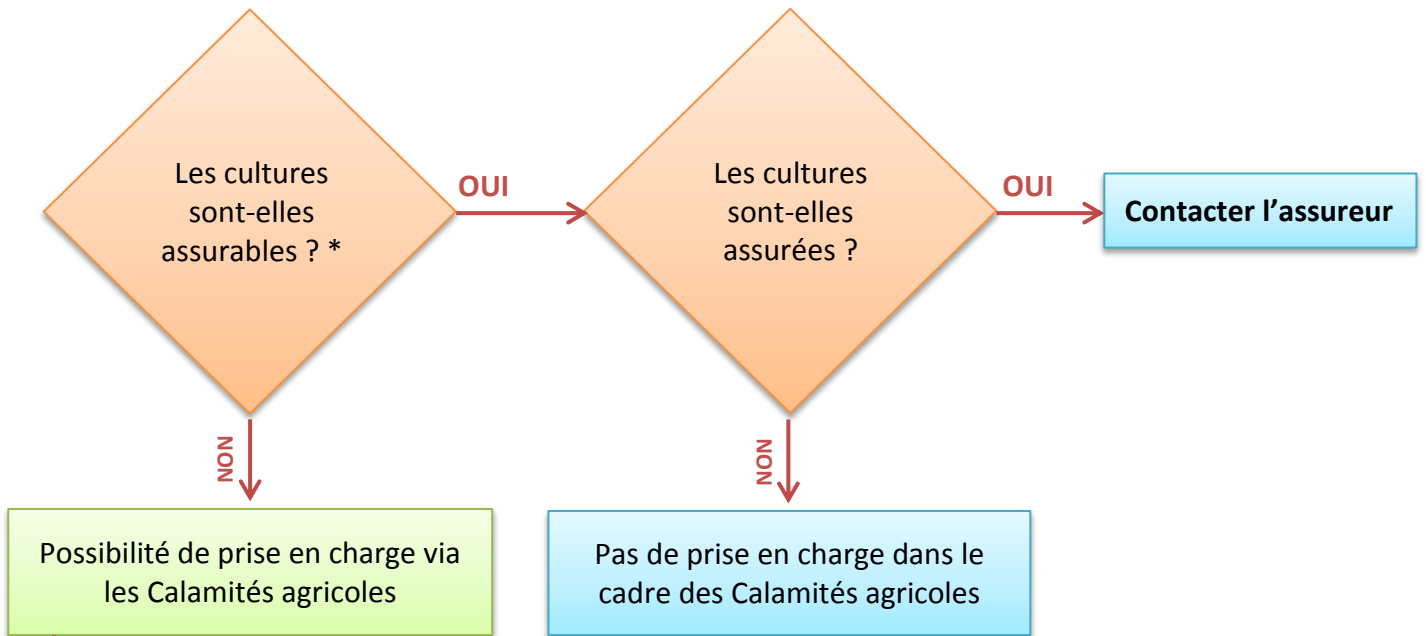 Les cultures
sont-elles
assurables ? *
OUI
Les cultures
sont-elles
assurées ?
OUI
Contacter l’assureur
NON
NON
Possibilité de prise en charge via
les Calamités agricoles
Pas de prise en charge dans le
cadre des Calamités agricoles